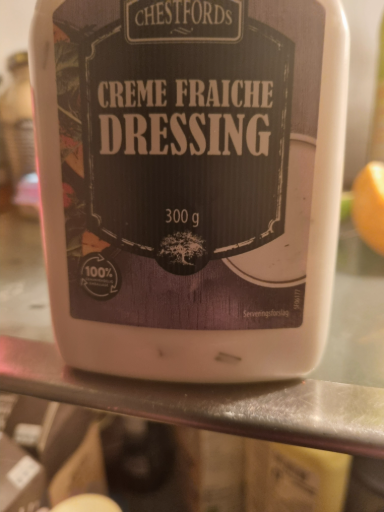 CHESTFORDS
CREME FRAICHE
DRESSING
300 g
100%
Serveringsforslag